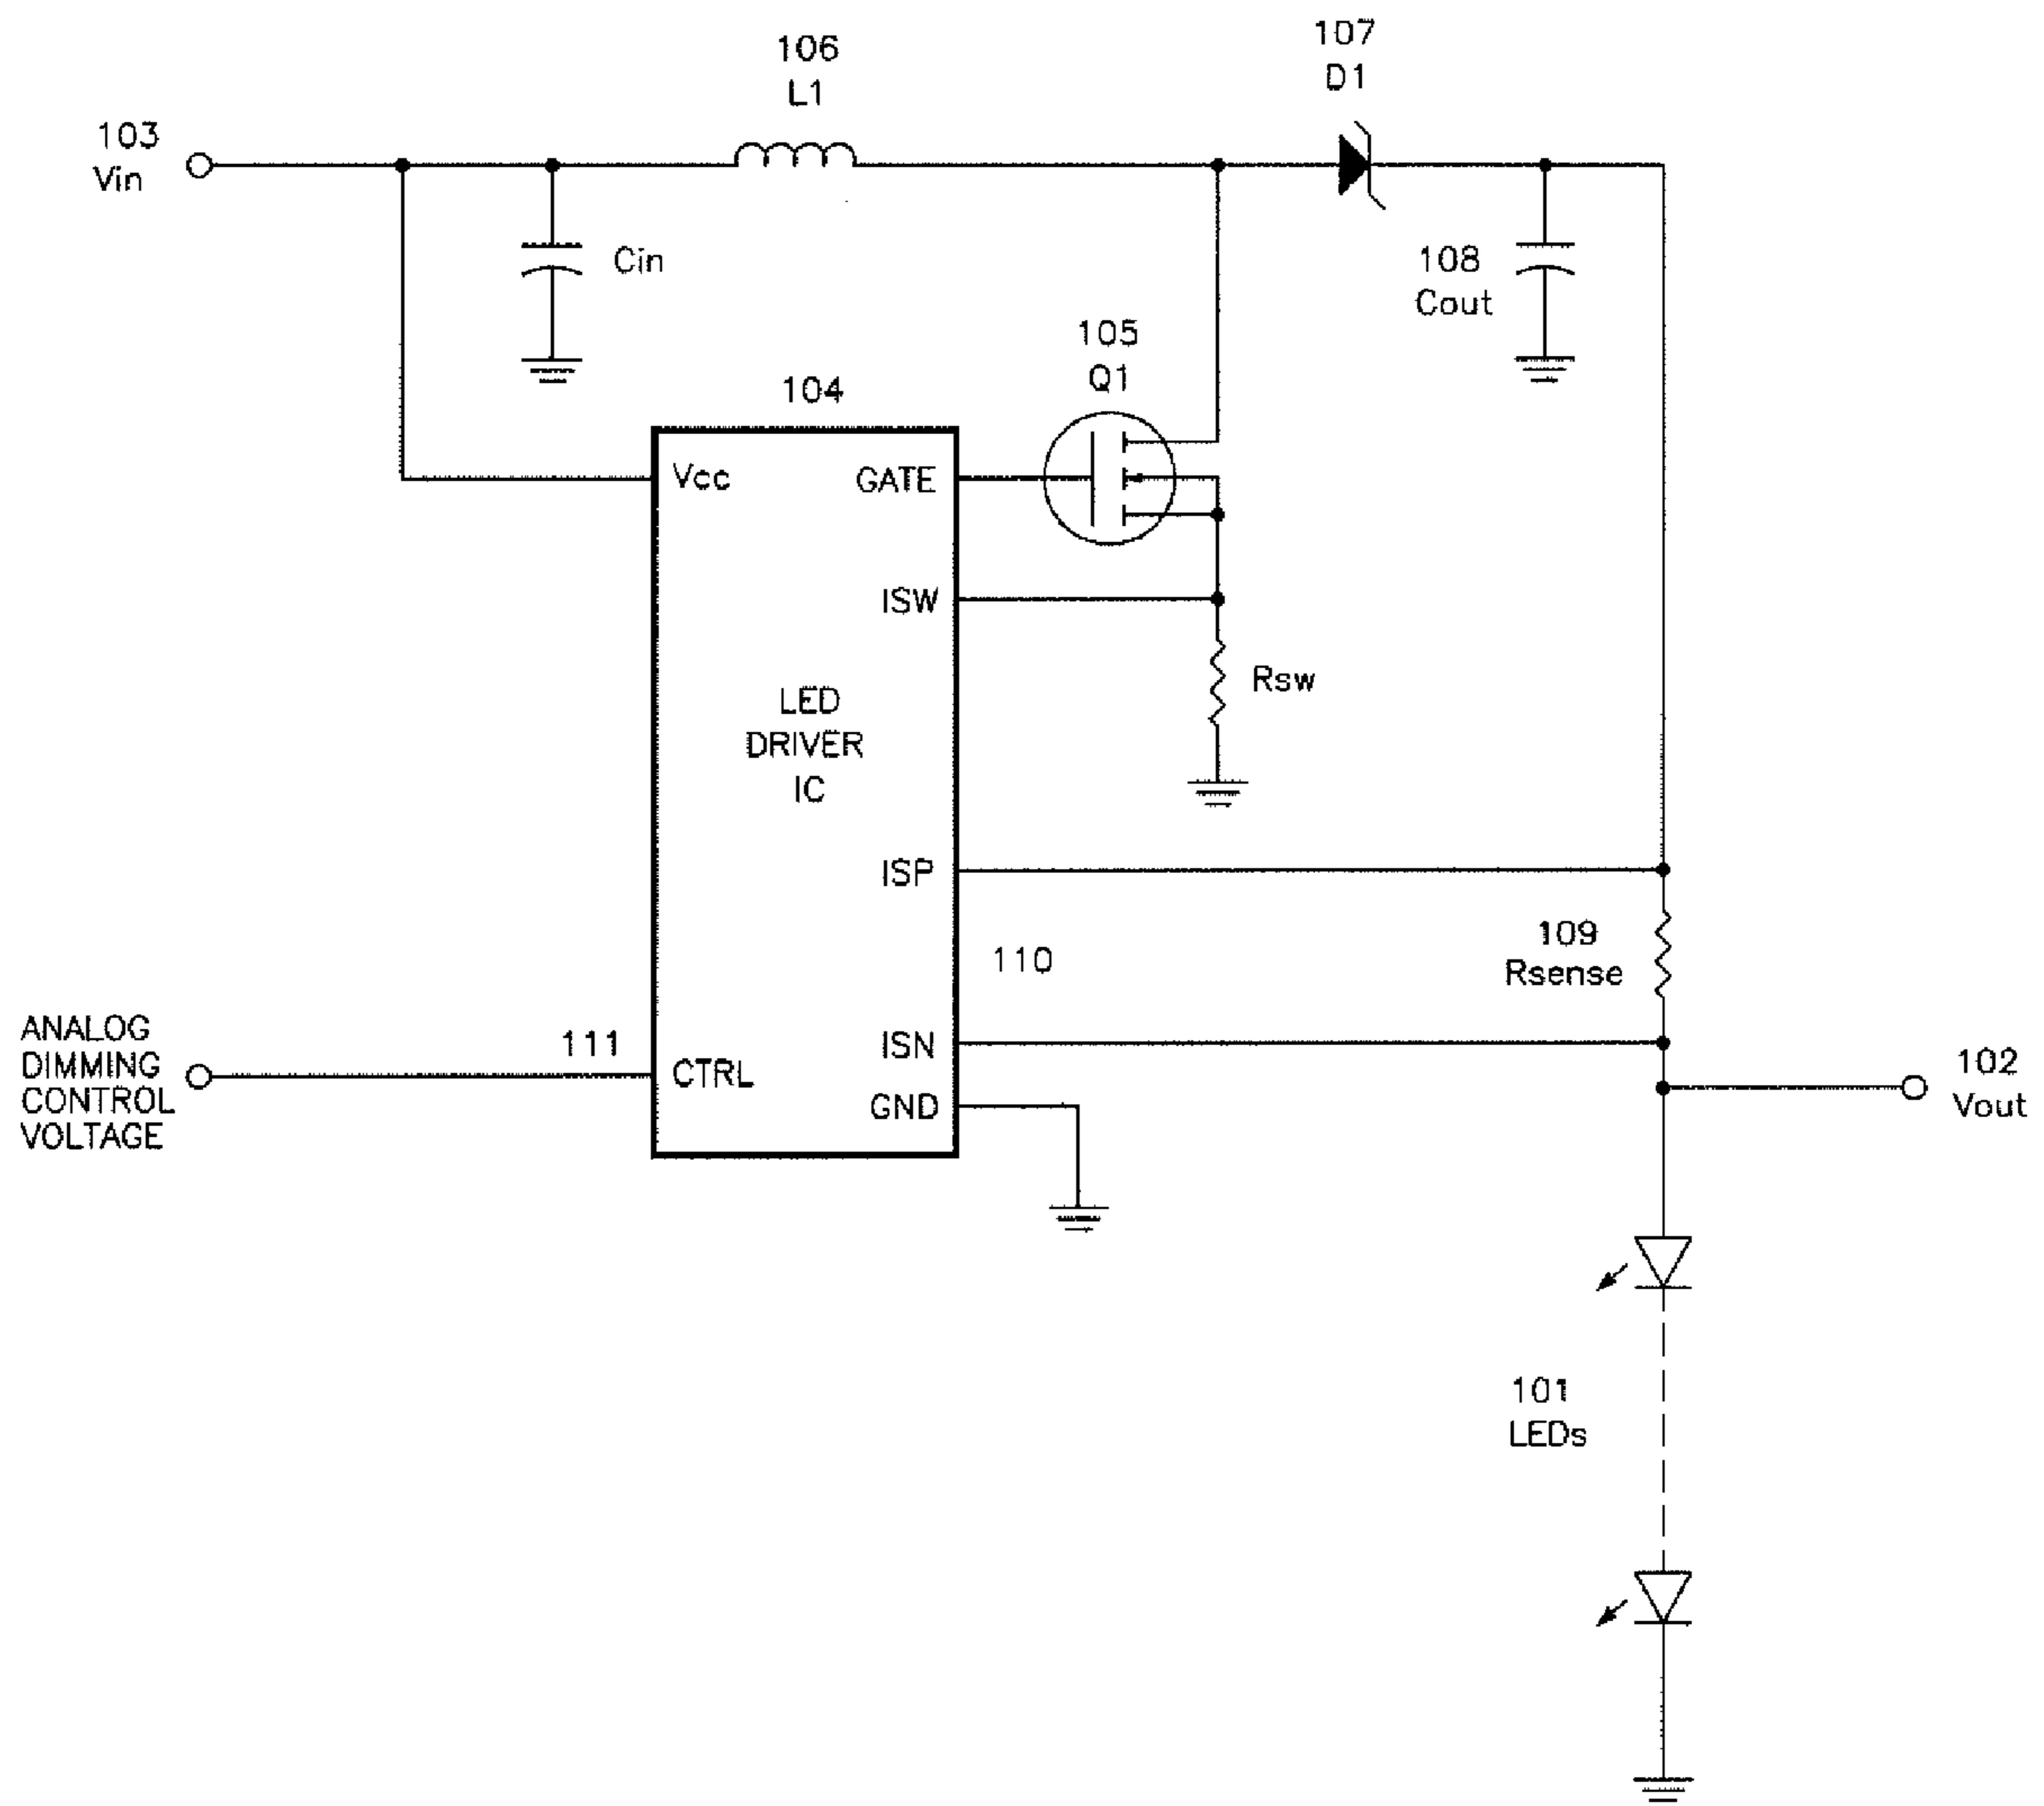 106
L1
107
D1
103
Vin
Cin
108
Cout
105
Q1
104
Vcc
GATE
ISW
Rsw
LED
DRIVER
IC
ISP
109
Rsense
110
ISN
111
CTRL
GND
ANALOG
DIMMING
CONTROL
VOLTAGE
102
Vout
101
LEDs